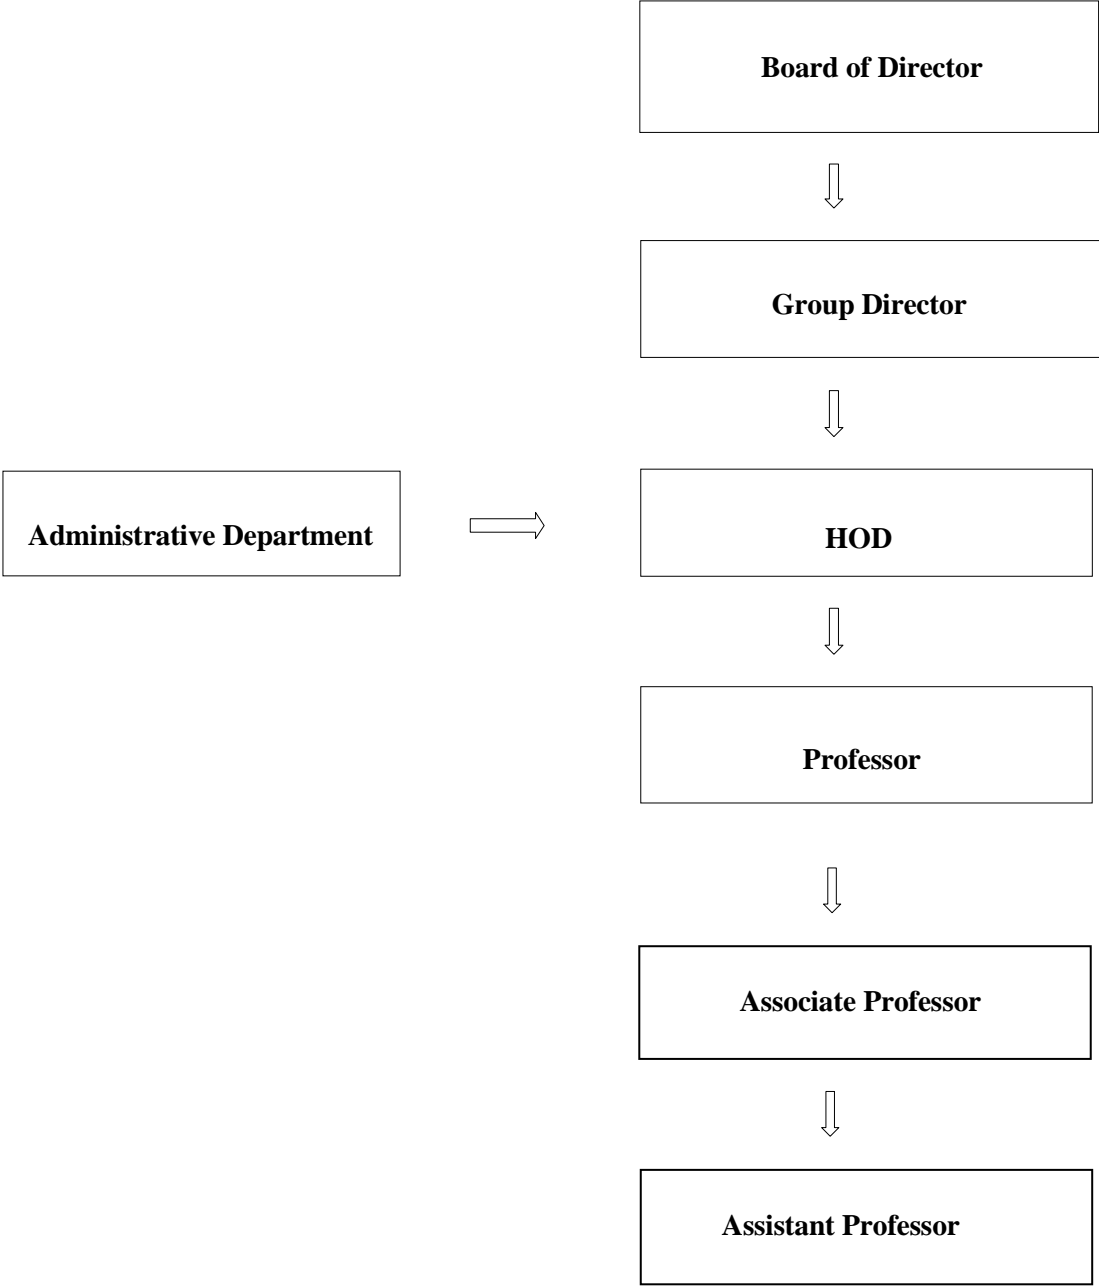 Board of Director
Group Director
Administrative Department
HOD
Professor
Associate Professor
Assistant Professor